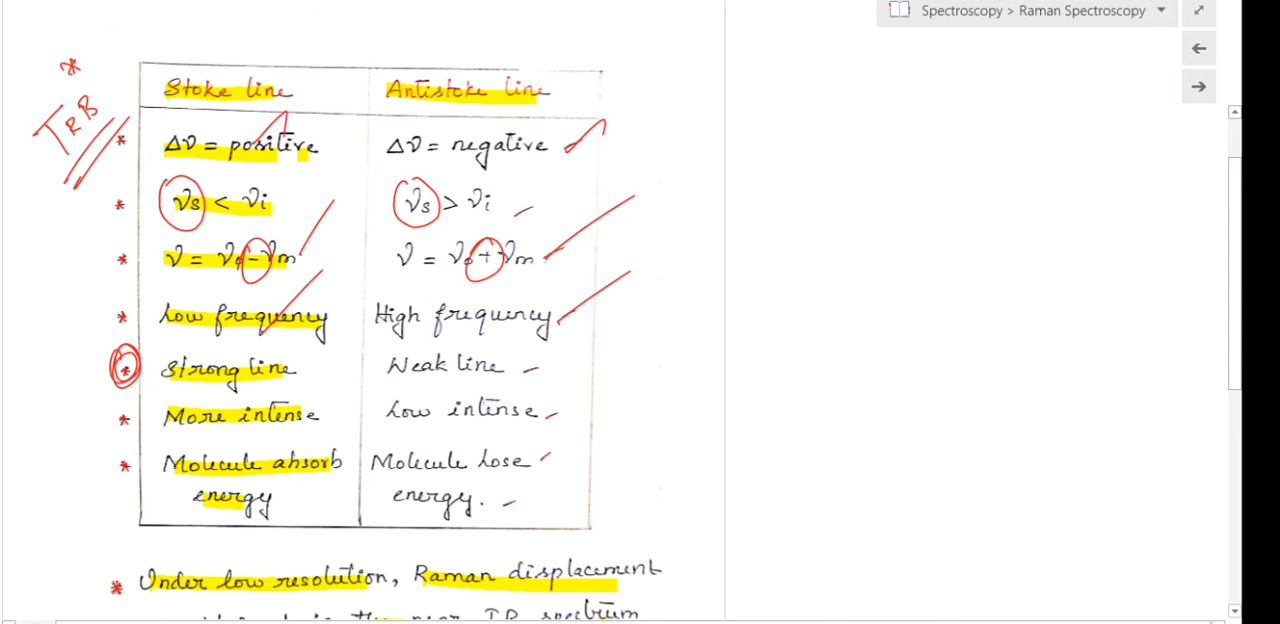 Spectroscopy > Raman Spectroscopy
*
TRB
Stoke line Antistoke line
* Δν = positive Δν = negative
* νs < νi νs > νi
* ν = ν₀ - νm ν = ν₀ + νm
* Low frequency High frequency
* Strong line Weak line
* More intense Low intense
* Molecule absorb Molecule lose
energy energy.
* Under low resolution, Raman displacement
IR spectrum